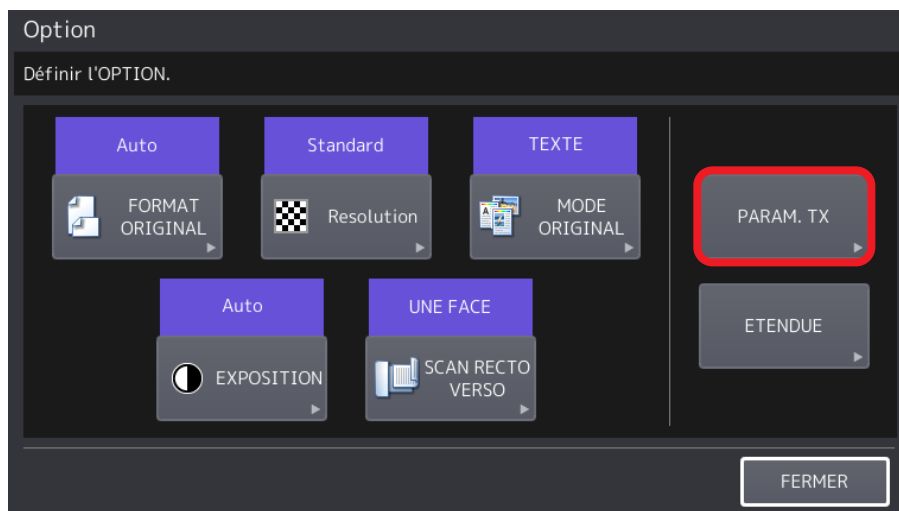 Option
Définir l'OPTION.
Auto
Standard
TEXTE
FORMAT
ORIGINAL
Resolution
MODE
ORIGINAL
PARAM. TX
Auto
UNE FACE
EXPOSITION
SCAN RECTO
VERSO
ETENDUE
FERMER